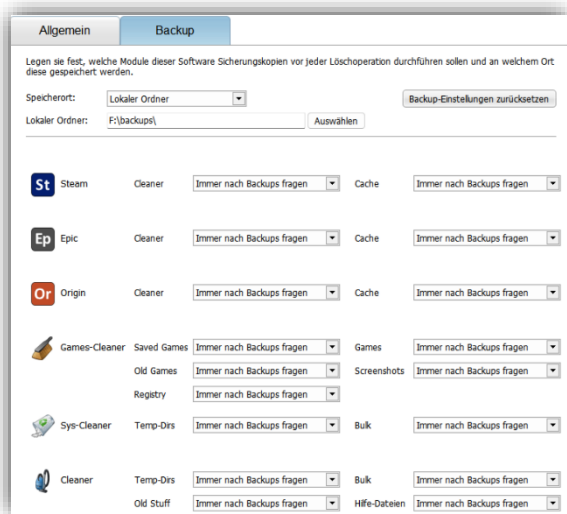 Allgemein Backup
Legen sie fest, welche Module dieser Software Sicherungskopien vor jeder Löschoperation durchführen sollen und an welchem Ort
diese gespeichert werden.
Speicherort: Lokaler Ordner Backup-Einstellungen zurücksetzen
Lokaler Ordner: F:\backups\ Auswählen
St Steam Cleaner Immer nach Backups fragen Cache Immer nach Backups fragen
Ep Epic Cleaner Immer nach Backups fragen Cache Immer nach Backups fragen
Or Origin Cleaner Immer nach Backups fragen Cache Immer nach Backups fragen
Games-Cleaner Saved Games Immer nach Backups fragen Games Immer nach Backups fragen
Old Games Immer nach Backups fragen Screenshots Immer nach Backups fragen
Registry Immer nach Backups fragen
Sys-Cleaner Temp-Dirs Immer nach Backups fragen Bulk Immer nach Backups fragen
Cleaner Temp-Dirs Immer nach Backups fragen Bulk Immer nach Backups fragen
Old Stuff Immer nach Backups fragen Hilfe-Dateien Immer nach Backups fragen